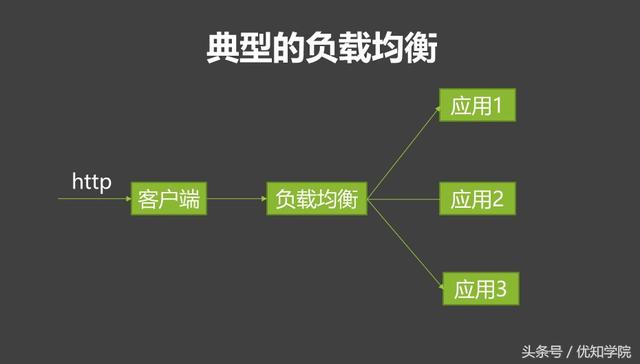 典型的负载均衡
应用1
http
客户端
负载均衡
应用2
应用3
头条号 / 优知学院